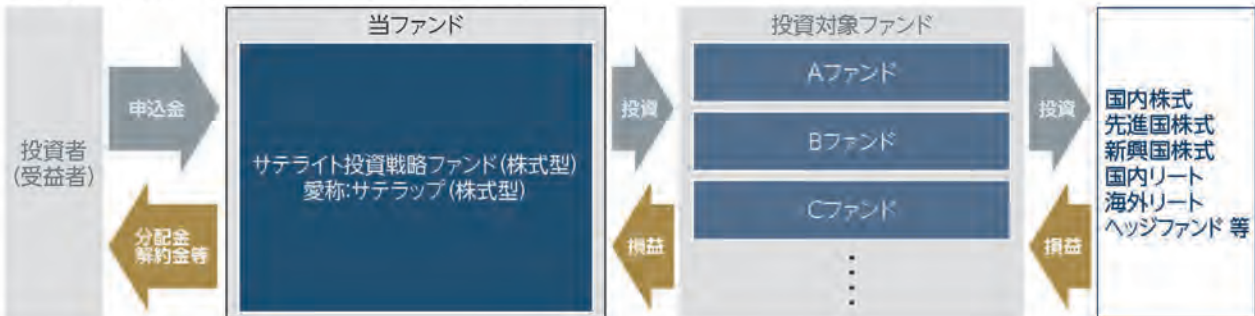 投資者
(受益者)
申込金
分配金
解約金等
当ファンド
サテライト投資戦略ファンド(株式型)
愛称:サテラップ(株式型)
投資
損益
投資対象ファンド
Aファンド
Bファンド
Cファンド
投資
損益
国内株式
先進国株式
新興国株式
国内リート
海外リート
ヘッジファンド 等